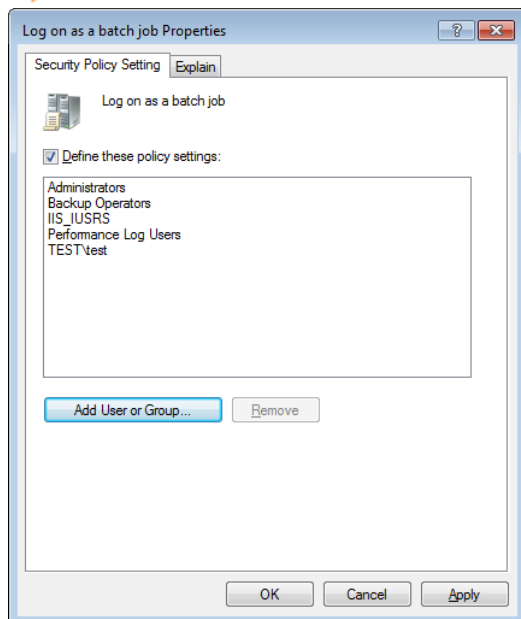 Log on as a batch job Properties
Security Policy Setting
Explain
Log on as a batch job
Define these policy settings:
Administrators
Backup Operators
IIS_IUSRS
Performance Log Users
TEST\test
Add User or Group...
Remove
OK
Cancel
Apply